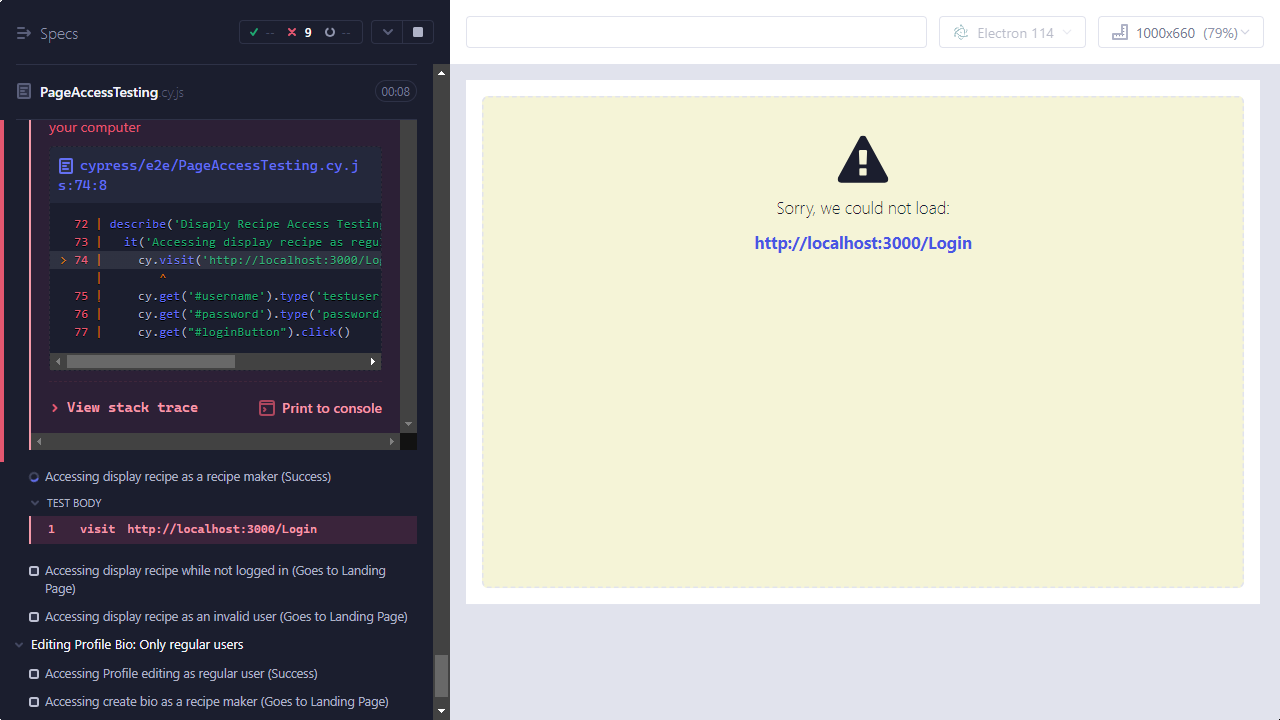 Specs
-- 9 --
PageAccessTesting.cy.js 00:08
your computer
cypress/e2e/PageAccessTesting.cy.j
s:74:8
72 | describe('Disaply Recipe Access Testing
73 | it('Accessing display recipe as regu
> 74 | cy.visit('http://localhost:3000/Log
| ^
75 | cy.get('#username').type('testuser
76 | cy.get('#password').type('password
77 | cy.get("#loginButton").click()
> View stack trace
Print to console
Accessing display recipe as a recipe maker (Success)
TEST BODY
1 visit http://localhost:3000/Login
Accessing display recipe while not logged in (Goes to Landing
Page)
Accessing display recipe as an invalid user (Goes to Landing Page)
Editing Profile Bio: Only regular users
Accessing Profile editing as regular user (Success)
Accessing create bio as a recipe maker (Goes to Landing Page)
Electron 114
1000x660 (79%)
Sorry, we could not load:
http://localhost:3000/Login